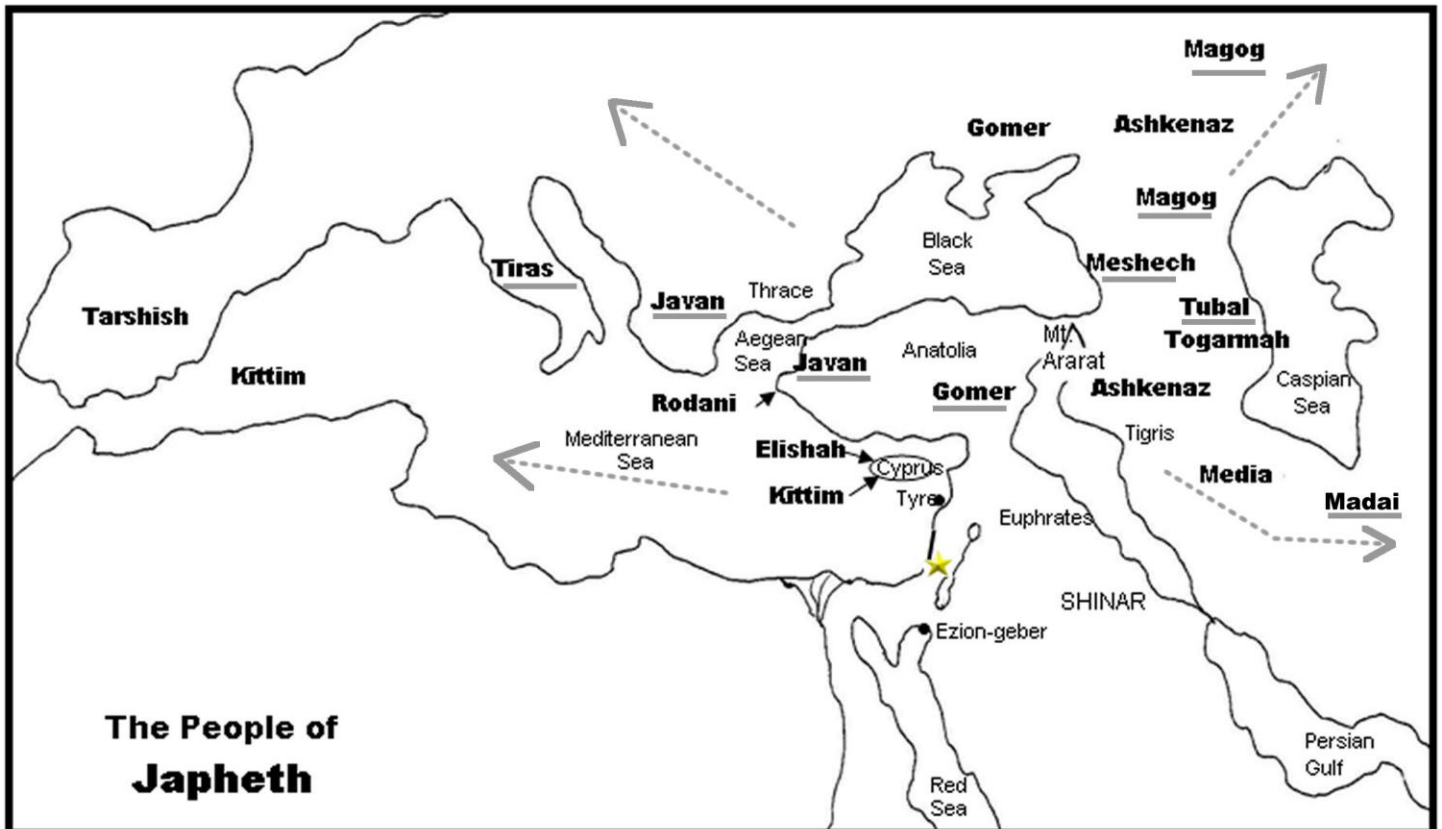 Magog
Gomer
Ashkenaz
Magog
Black
Sea
Meshech
Tiras
Thrace
Javan
Tubal
Tarshish
Aegean
Sea
Mt.
Ararat
Togarmah
Anatolia
Javan
Kittim
Gomer
Ashkenaz
Caspian
Sea
Rodani
Mediterranean
Sea
Tigris
Elishah
Cyprus
Media
Kittim
Tyre
Madai
Euphrates
SHINAR
Ezion-geber
The People of
Japheth
Persian
Gulf
Red
Sea